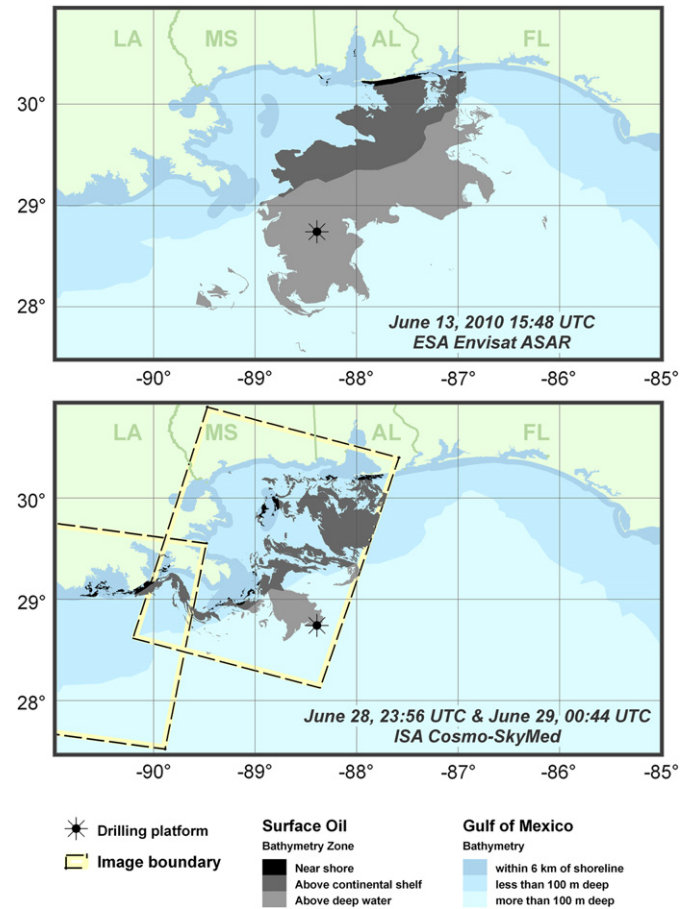 LA MS AL FL
30°
29°
28°
June 13, 2010 15:48 UTC
ESA Envisat ASAR
-90° -89° -88° -87° -86° -85°
LA MS AL FL
30°
29°
28°
June 28, 23:56 UTC & June 29, 00:44 UTC
ISA Cosmo-SkyMed
-90° -89° -88° -87° -86° -85°
Drilling platform
Image boundary
Surface Oil
Bathymetry Zone
Near shore
Above continental shelf
Above deep water
Gulf of Mexico
Bathymetry
within 6 km of shoreline
less than 100 m deep
more than 100 m deep